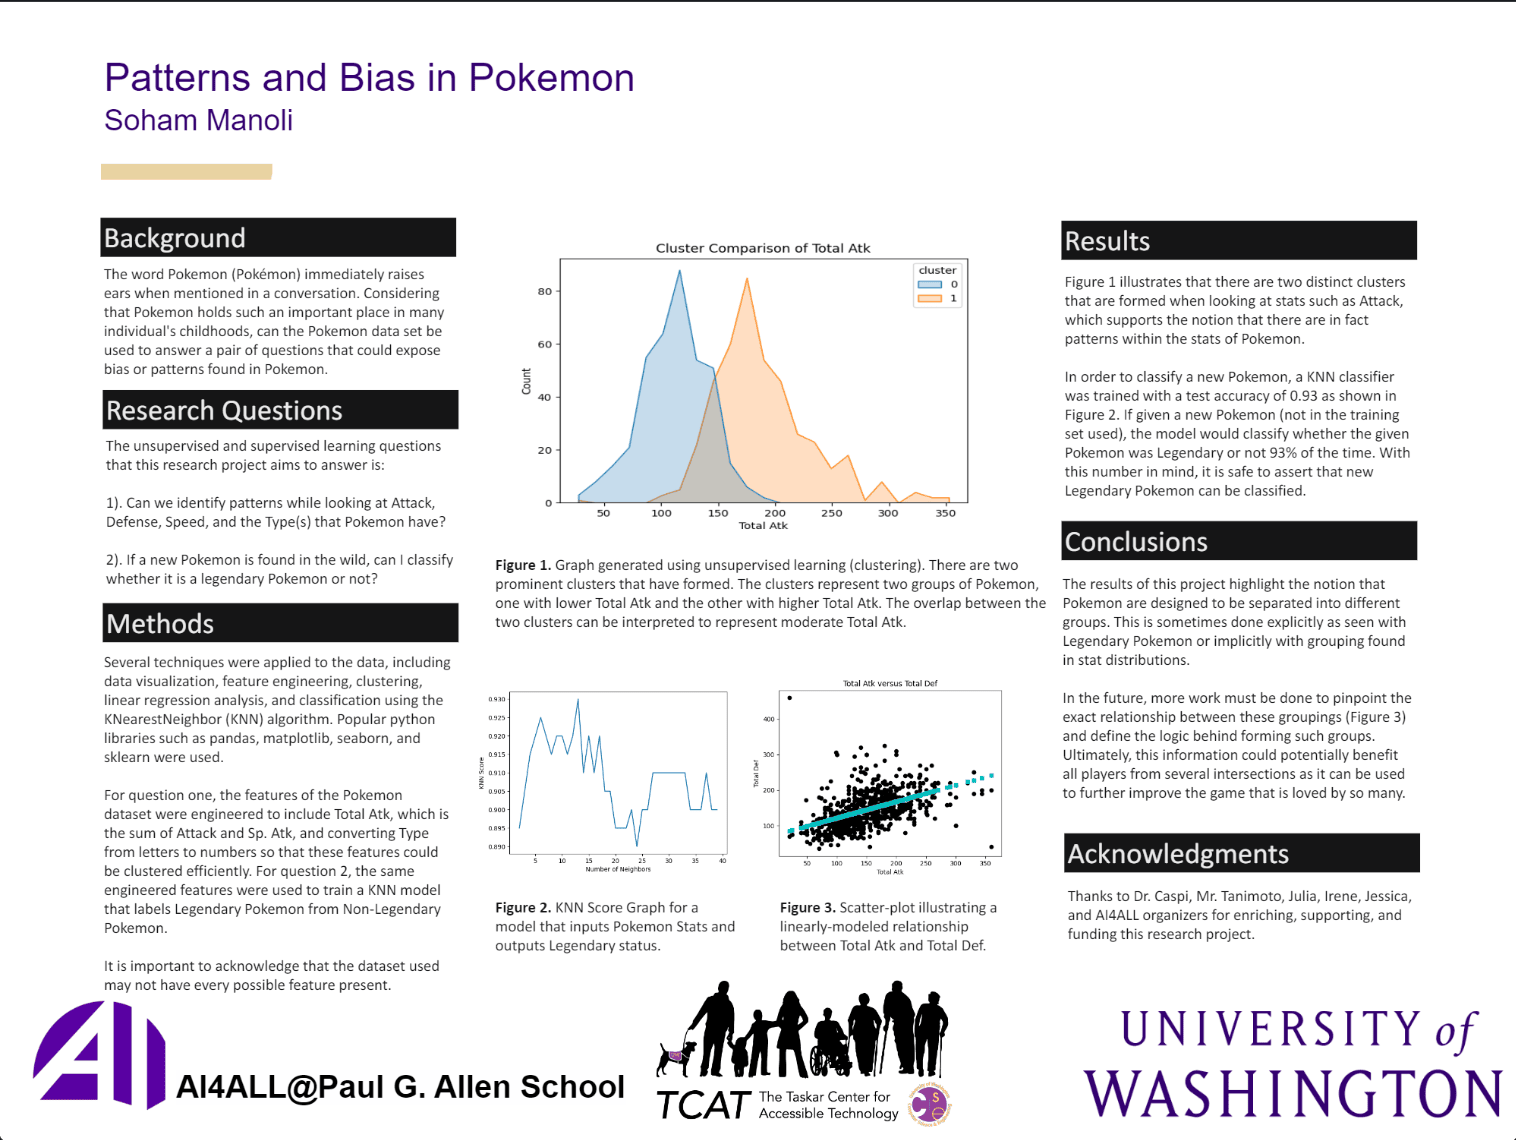 Patterns and Bias in Pokemon
Soham Manoli
Background
The word Pokemon (Pokémon) immediately raises
ears when mentioned in a conversation. Considering
that Pokemon holds such an important place in many
individual's childhoods, can the Pokemon data set be
used to answer a pair of questions that could expose
bias or patterns found in Pokemon.
Research Questions
The unsupervised and supervised learning questions
that this research project aims to answer is:
1). Can we identify patterns while looking at Attack,
Defense, Speed, and the Type(s) that Pokemon have?
2). If a new Pokemon is found in the wild, can I classify
whether it is a legendary Pokemon or not?
Methods
Several techniques were applied to the data, including
data visualization, feature engineering, clustering,
linear regression analysis, and classification using the
KNearestNeighbor (KNN) algorithm. Popular python
libraries such as pandas, matplotlib, seaborn, and
sklearn were used.
For question one, the features of the Pokemon
dataset were engineered to include Total Atk, which is
the sum of Attack and Sp. Atk, and converting Type
from letters to numbers so that these features could
be clustered efficiently. For question 2, the same
engineered features were used to train a KNN model
that labels Legendary Pokemon from Non-Legendary
Pokemon.
It is important to acknowledge that the dataset used
may not have every possible feature present.
Cluster Comparison of Total Atk
cluster
0
1
Count
80
60
40
20
0
50 100 150 200 250 300 350
Total Atk
Figure 1. Graph generated using unsupervised learning (clustering). There are two
prominent clusters that have formed. The clusters represent two groups of Pokemon,
one with lower Total Atk and the other with higher Total Atk. The overlap between the
two clusters can be interpreted to represent moderate Total Atk.
KNN Score
0.930
0.925
0.920
0.915
0.910
0.905
0.900
0.895
0.890
5 10 15 20 25 30 35 40
Number of Neighbors
Figure 2. KNN Score Graph for a
model that inputs Pokemon Stats and
outputs Legendary status.
Total Atk versus Total Def
Total Def
400
300
200
100
50 100 150 200 250 300 350
Total Atk
Figure 3. Scatter-plot illustrating a
linearly-modeled relationship
between Total Atk and Total Def.
Results
Figure 1 illustrates that there are two distinct clusters
that are formed when looking at stats such as Attack,
which supports the notion that there are in fact
patterns within the stats of Pokemon.
In order to classify a new Pokemon, a KNN classifier
was trained with a test accuracy of 0.93 as shown in
Figure 2. If given a new Pokemon (not in the training
set used), the model would classify whether the given
Pokemon was Legendary or not 93% of the time. With
this number in mind, it is safe to assert that new
Legendary Pokemon can be classified.
Conclusions
The results of this project highlight the notion that
Pokemon are designed to be separated into different
groups. This is sometimes done explicitly as seen with
Legendary Pokemon or implicitly with grouping found
in stat distributions.
In the future, more work must be done to pinpoint the
exact relationship between these groupings (Figure 3)
and define the logic behind forming such groups.
Ultimately, this information could potentially benefit
all players from several intersections as it can be used
to further improve the game that is loved by so many.
Acknowledgments
Thanks to Dr. Caspi, Mr. Tanimoto, Julia, Irene, Jessica,
and AI4ALL organizers for enriching, supporting, and
funding this research project.
AI
AI4ALL@Paul G. Allen School
TCAT
The Taskar Center for
Accessible Technology
UNIVERSITY of
WASHINGTON